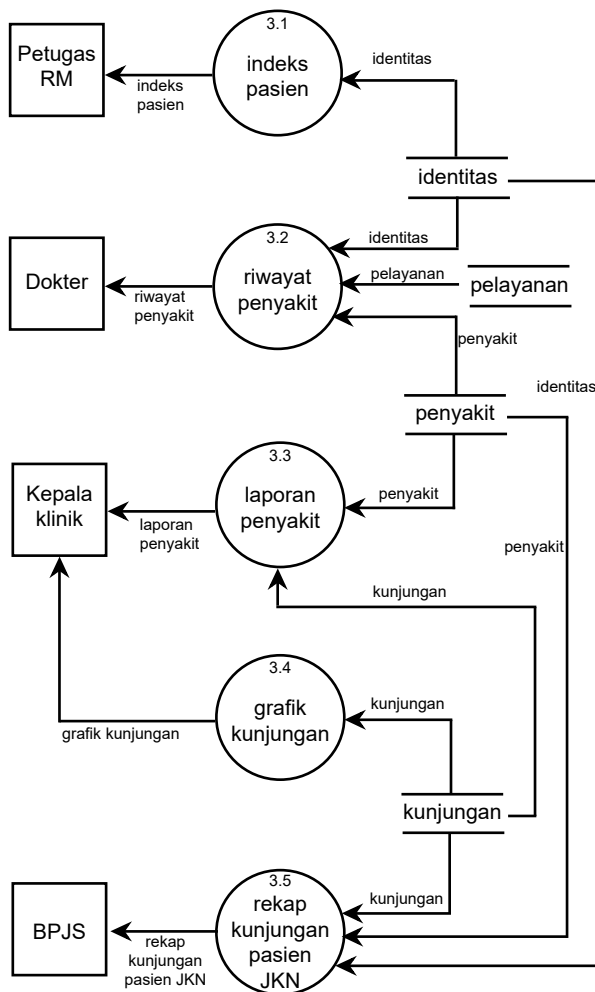 3.1
Petugas
RM
indeks
pasien
identitas
indeks
pasien
identitas
3.2
identitas
Dokter
riwayat
penyakit
pelayanan
pelayanan
riwayat
penyakit
penyakit
identitas
penyakit
3.3
Kepala
klinik
laporan
penyakit
penyakit
laporan
penyakit
penyakit
kunjungan
3.4
grafik
kunjungan
kunjungan
grafik kunjungan
kunjungan
3.5
kunjungan
BPJS
rekap
kunjungan
pasien
JKN
rekap
kunjungan
pasien JKN